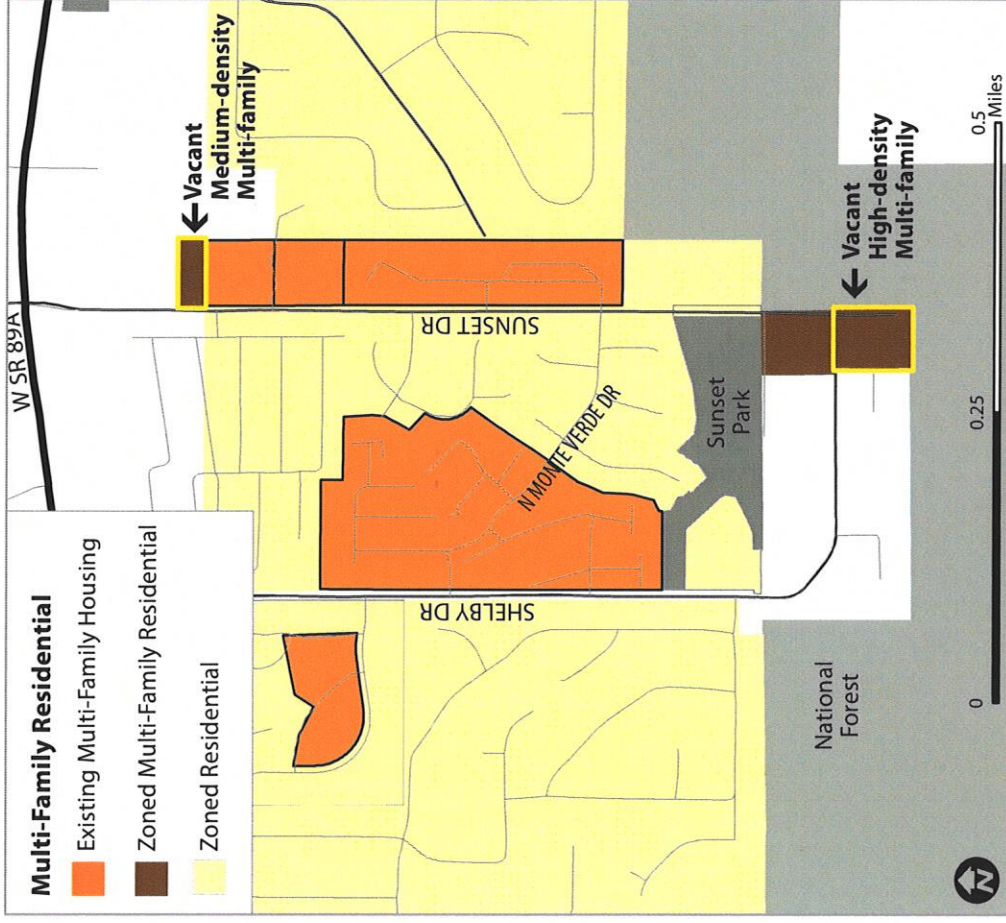 Multi-Family Residential
Existing Multi-Family Housing
Zoned Multi-Family Residential
Zoned Residential
W SR 89A
Vacant
Medium-density
Multi-family
SUNSET DR
SHELBY DR
N MONTE VERDE DR
Sunset
Park
Vacant
High-density
Multi-family
National
Forest
0
0.25
0.5
Miles
N